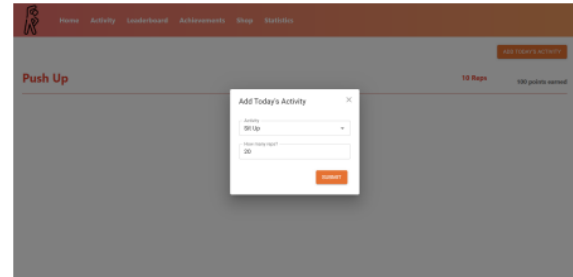 Home Activity Leaderboard Achievements Shop Statistics
ADD TODAY'S ACTIVITY
Push Up
10 Reps
100 points earned
Add Today's Activity ×
Activity
Sit Up
How many reps?
20
SUBMIT